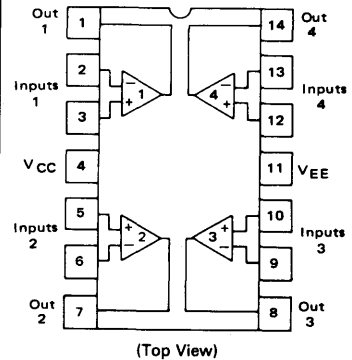 Out 1
1
14
Out 4
2
−
+
1
−
+
4
13
Inputs 1
Inputs 4
3
12
VCC
4
11
VEE
5
+
−
2
+
−
3
10
Inputs 2
Inputs 3
6
9
Out 2
7
8
Out 3
(Top View)